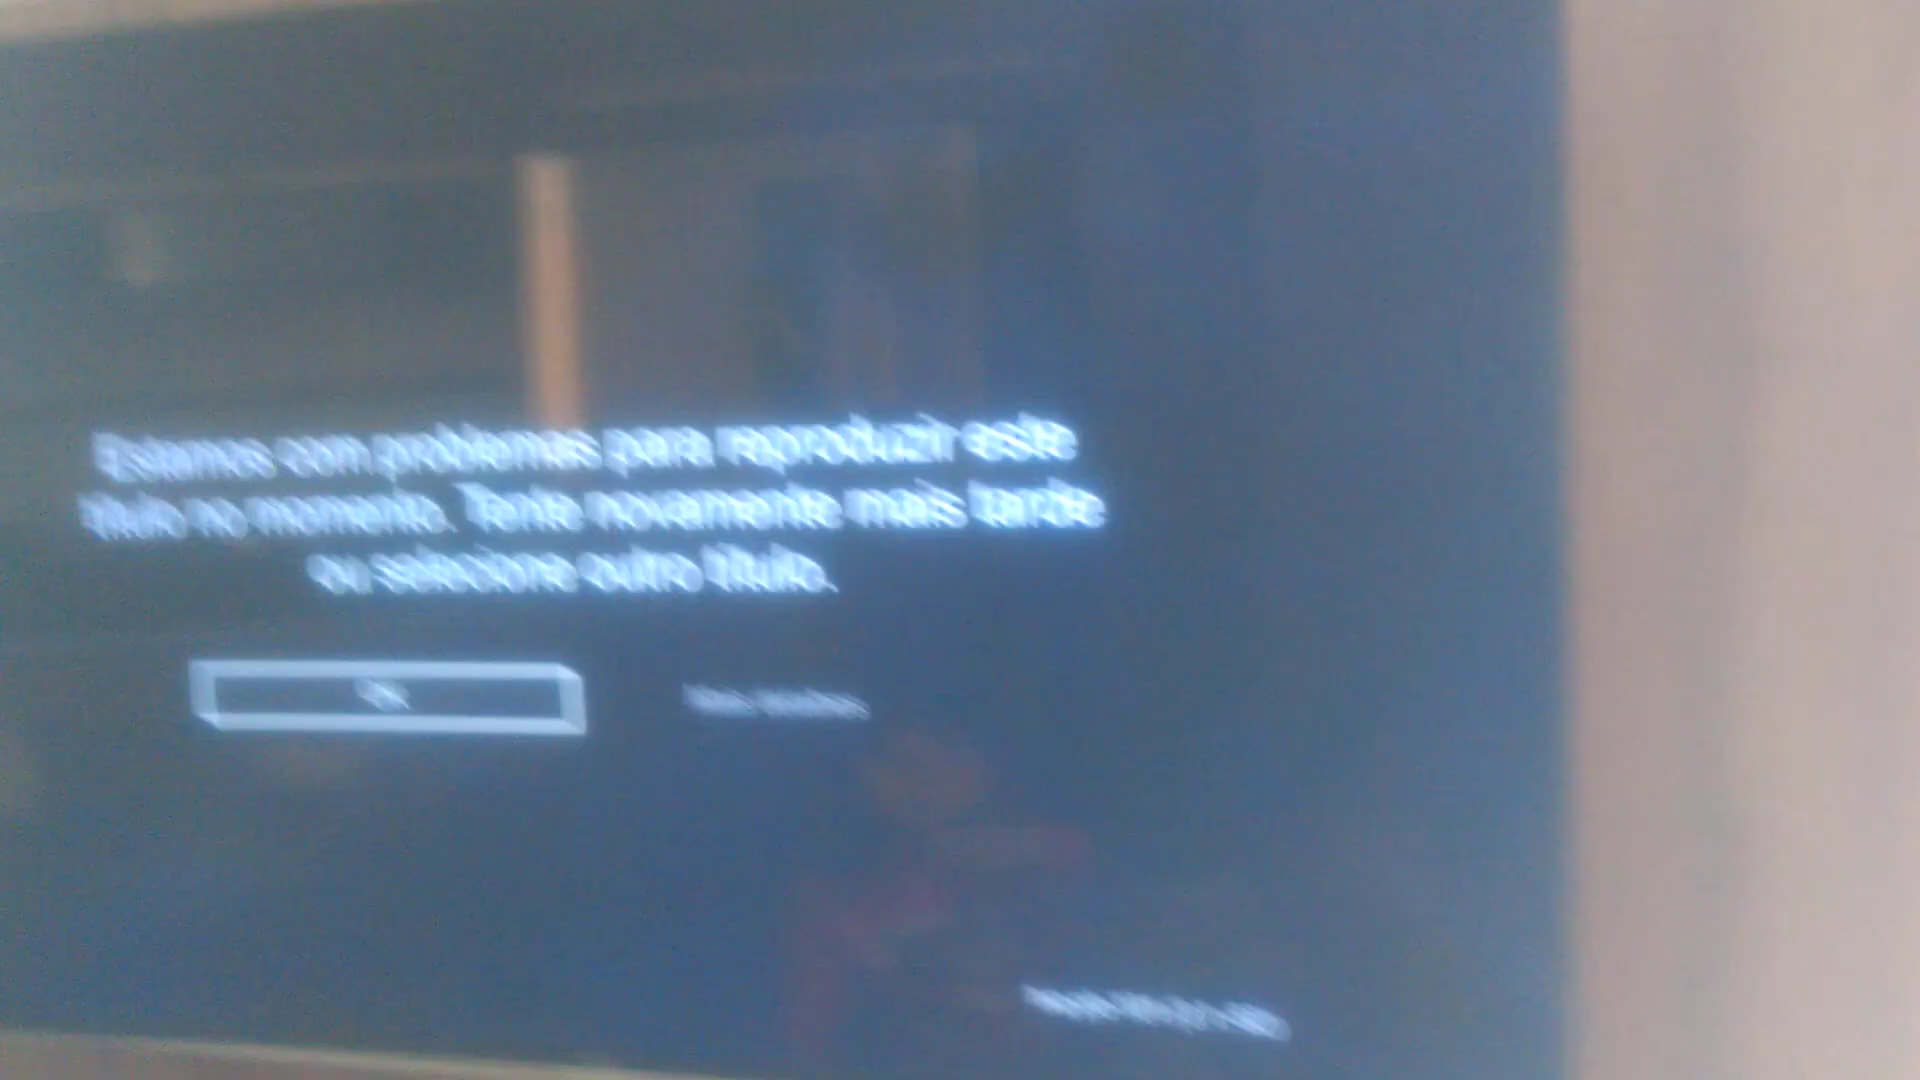 Estamos com problemas para reproduzir este
título no momento. Tente novamente mais tarde
ou selecione outro título.